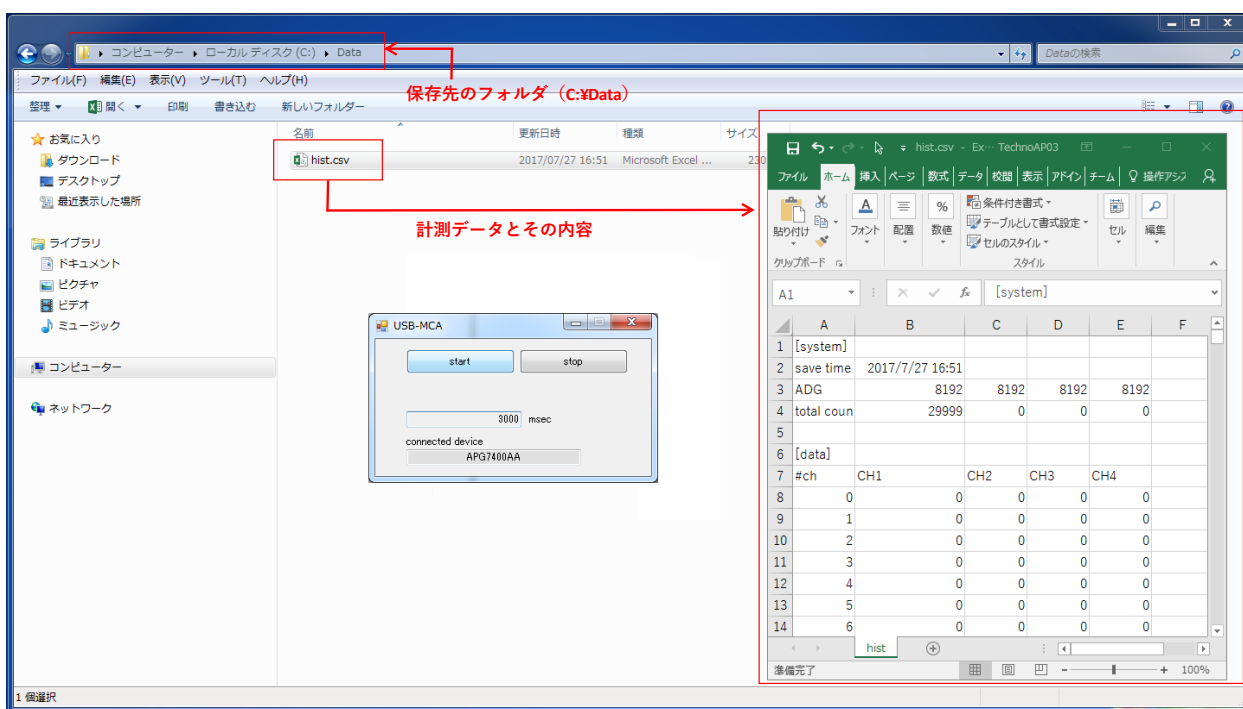 コンピューター ▸ ローカル ディスク (C:) ▸ Data
Dataの検索
ファイル(F) 編集(E) 表示(V) ツール(T) ヘルプ(H)
保存先のフォルダ（C:¥Data）
整理 開く 印刷 書き込む 新しいフォルダー
名前 更新日時 種類 サイズ
hist.csv 2017/07/27 16:51 Microsoft Excel ... 230
お気に入り
ダウンロード
デスクトップ
最近表示した場所
ライブラリ
ドキュメント
ピクチャ
ビデオ
ミュージック
コンピューター
ネットワーク
計測データとその内容
USB-MCA
start stop
3000 msec
connected device
APG7400AA
hist.csv - Ex… TechnoAP03
ファイル ホーム 挿入 ページ 数式 データ 校閲 表示 アドイン チーム 操作アシス
貼り付け フォント 配置 数値 条件付き書式 セル 編集
テーブルとして書式設定
セルのスタイル
クリップボード スタイル
A1 fx [system]
A B C D E F
1 [system]
2 save time 2017/7/27 16:51
3 ADG 8192 8192 8192 8192
4 total coun 29999 0 0 0
5
6 [data]
7 #ch CH1 CH2 CH3 CH4
8 0 0 0 0 0
9 1 0 0 0 0
10 2 0 0 0 0
11 3 0 0 0 0
12 4 0 0 0 0
13 5 0 0 0 0
14 6 0 0 0 0
hist
準備完了 100%
1 個選択